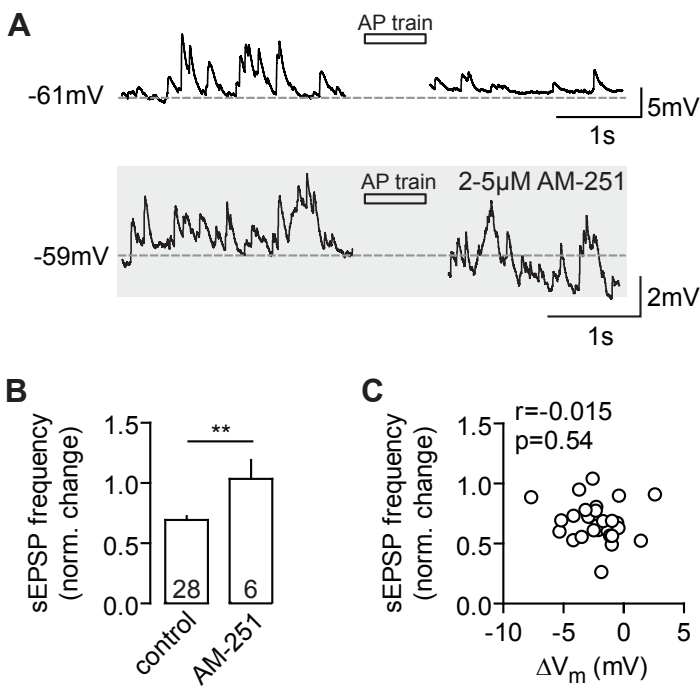 A
AP train
-61mV
5mV
1s
AP train
2-5µM AM-251
-59mV
2mV
1s
B
sEPSP frequency
(norm. change)
1.5
1.0
0.5
0.0
**
28
6
control
AM-251
C
sEPSP frequency
(norm. change)
r=-0.015
p=0.54
1.5
1.0
0.5
0.0
-10
-5
0
5
ΔVm (mV)